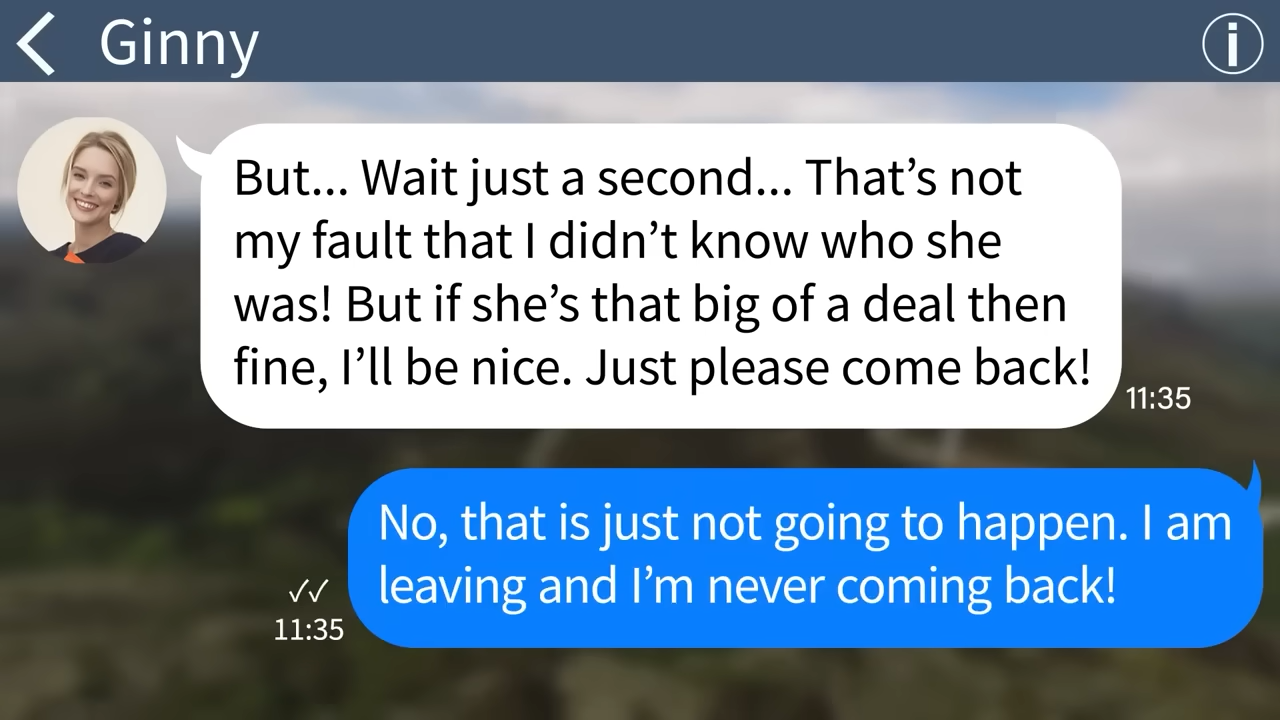 Ginny
But... Wait just a second... That’s not
my fault that I didn’t know who she
was! But if she’s that big of a deal then
fine, I’ll be nice. Just please come back!
11:35
No, that is just not going to happen. I am
leaving and I’m never coming back!
11:35